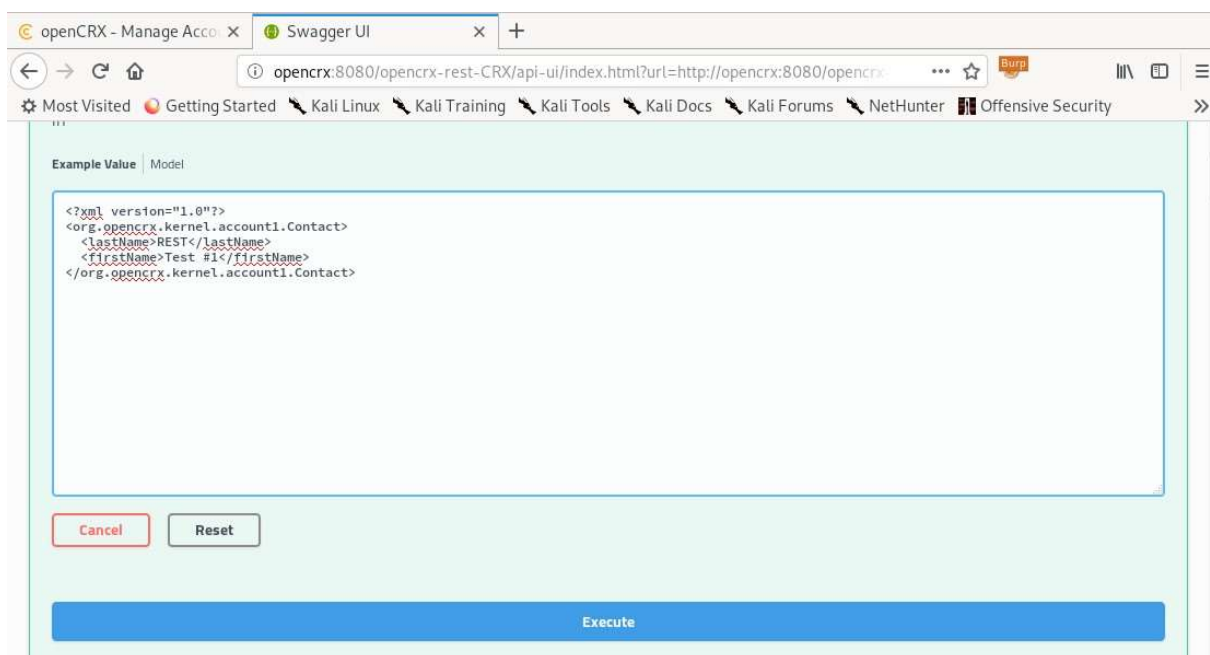 openCRX - Manage Acco
Swagger UI
opencrx:8080/opencrx-rest-CRX/api-ui/index.html?url=http://opencrx:8080/opencrx
Burp
Most Visited Getting Started Kali Linux Kali Training Kali Tools Kali Docs Kali Forums NetHunter Offensive Security
Example Value Model
<?xml version="1.0"?>
<org.opencrx.kernel.account1.Contact>
<lastName>REST</lastName>
<firstName>Test #1</firstName>
</org.opencrx.kernel.account1.Contact>
Cancel Reset
Execute